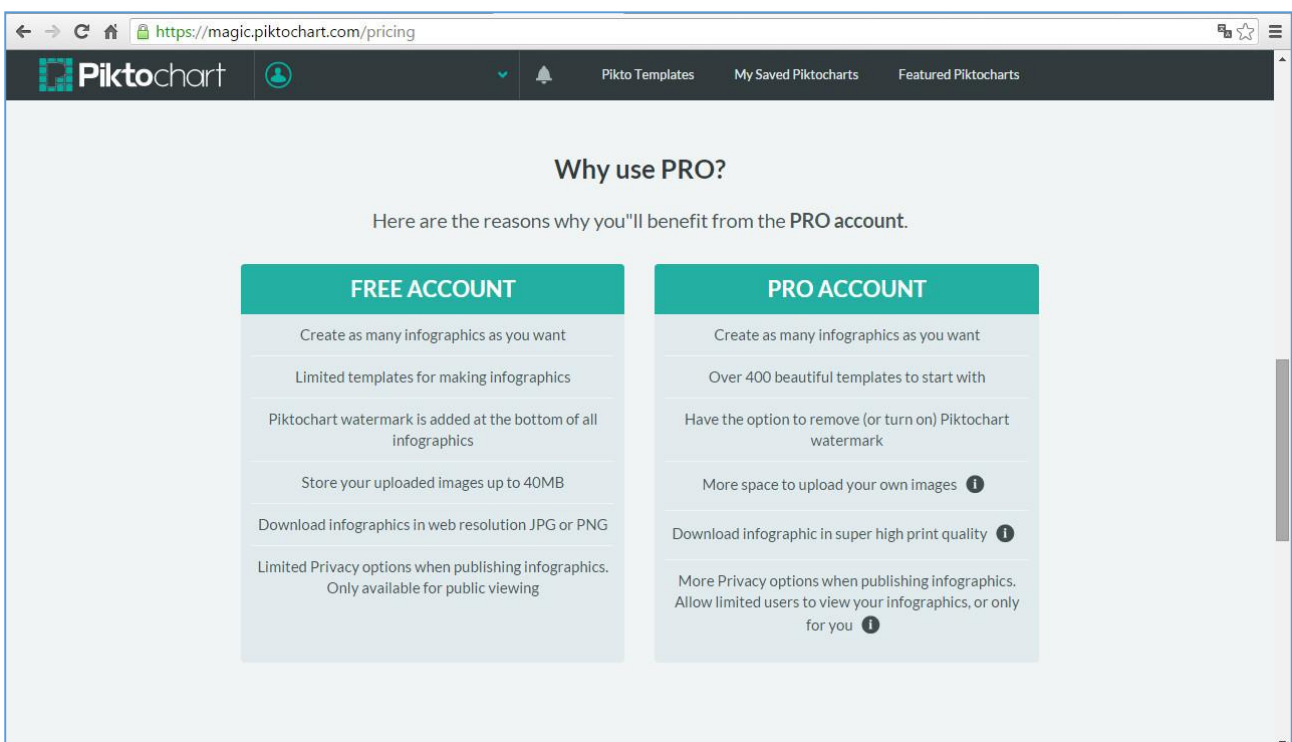 https://magic.piktochart.com/pricing
Piktochart
Pikto Templates
My Saved Piktocharts
Featured Piktocharts
Why use PRO?
Here are the reasons why you"ll benefit from the PRO account.
FREE ACCOUNT
Create as many infographics as you want
Limited templates for making infographics
Piktochart watermark is added at the bottom of all
infographics
Store your uploaded images up to 40MB
Download infographics in web resolution JPG or PNG
Limited Privacy options when publishing infographics.
Only available for public viewing
PRO ACCOUNT
Create as many infographics as you want
Over 400 beautiful templates to start with
Have the option to remove (or turn on) Piktochart
watermark
More space to upload your own images
Download infographic in super high print quality
More Privacy options when publishing infographics.
Allow limited users to view your infographics, or only
for you